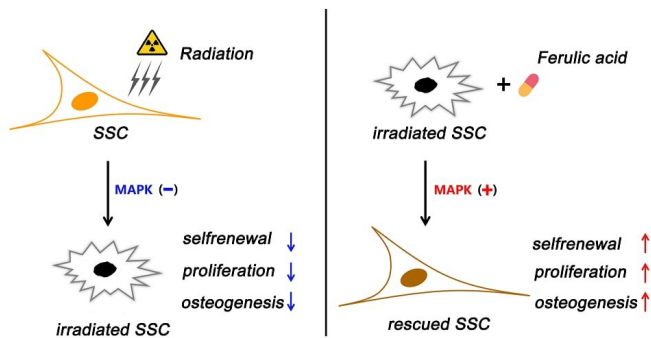 Radiation
SSC
MAPK (−)
selfrenewal ↓
proliferation ↓
osteogenesis ↓
irradiated SSC
Ferulic acid
+
irradiated SSC
MAPK (+)
selfrenewal ↑
proliferation ↑
osteogenesis ↑
rescued SSC